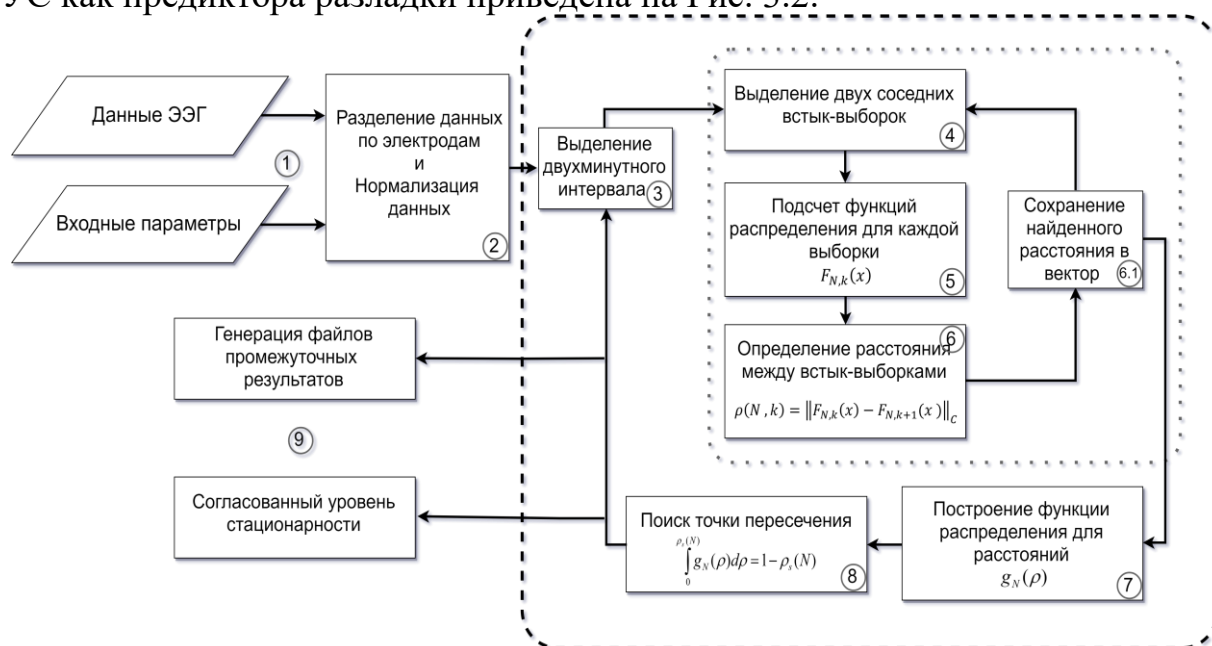 УС как предиктора разладки приведена на Рис. 3.2.
Данные ЭЭГ
1
Входные параметры
Разделение данных
по электродам
и
Нормализация
данных
2
Выделение
двухминутного
интервала
3
Выделение двух соседних
встык-выборок
4
Подсчет функций
распределения для каждой
выборки
F_{N,k}(x)
5
6
Определение расстояния
между встык-выборками
ρ(N , k) = ‖F_{N,k}(x) − F_{N,k+1}(x)‖_C
Сохранение
найденного
расстояния в
вектор
6.1
Построение функции
распределения для
расстояний
g_N(ρ)
7
Поиск точки пересечения
ρ_s(N)
∫ g_N(ρ)dρ = 1 − ρ_s(N)
0
8
Генерация файлов
промежуточных
результатов
9
Согласованный уровень
стационарности